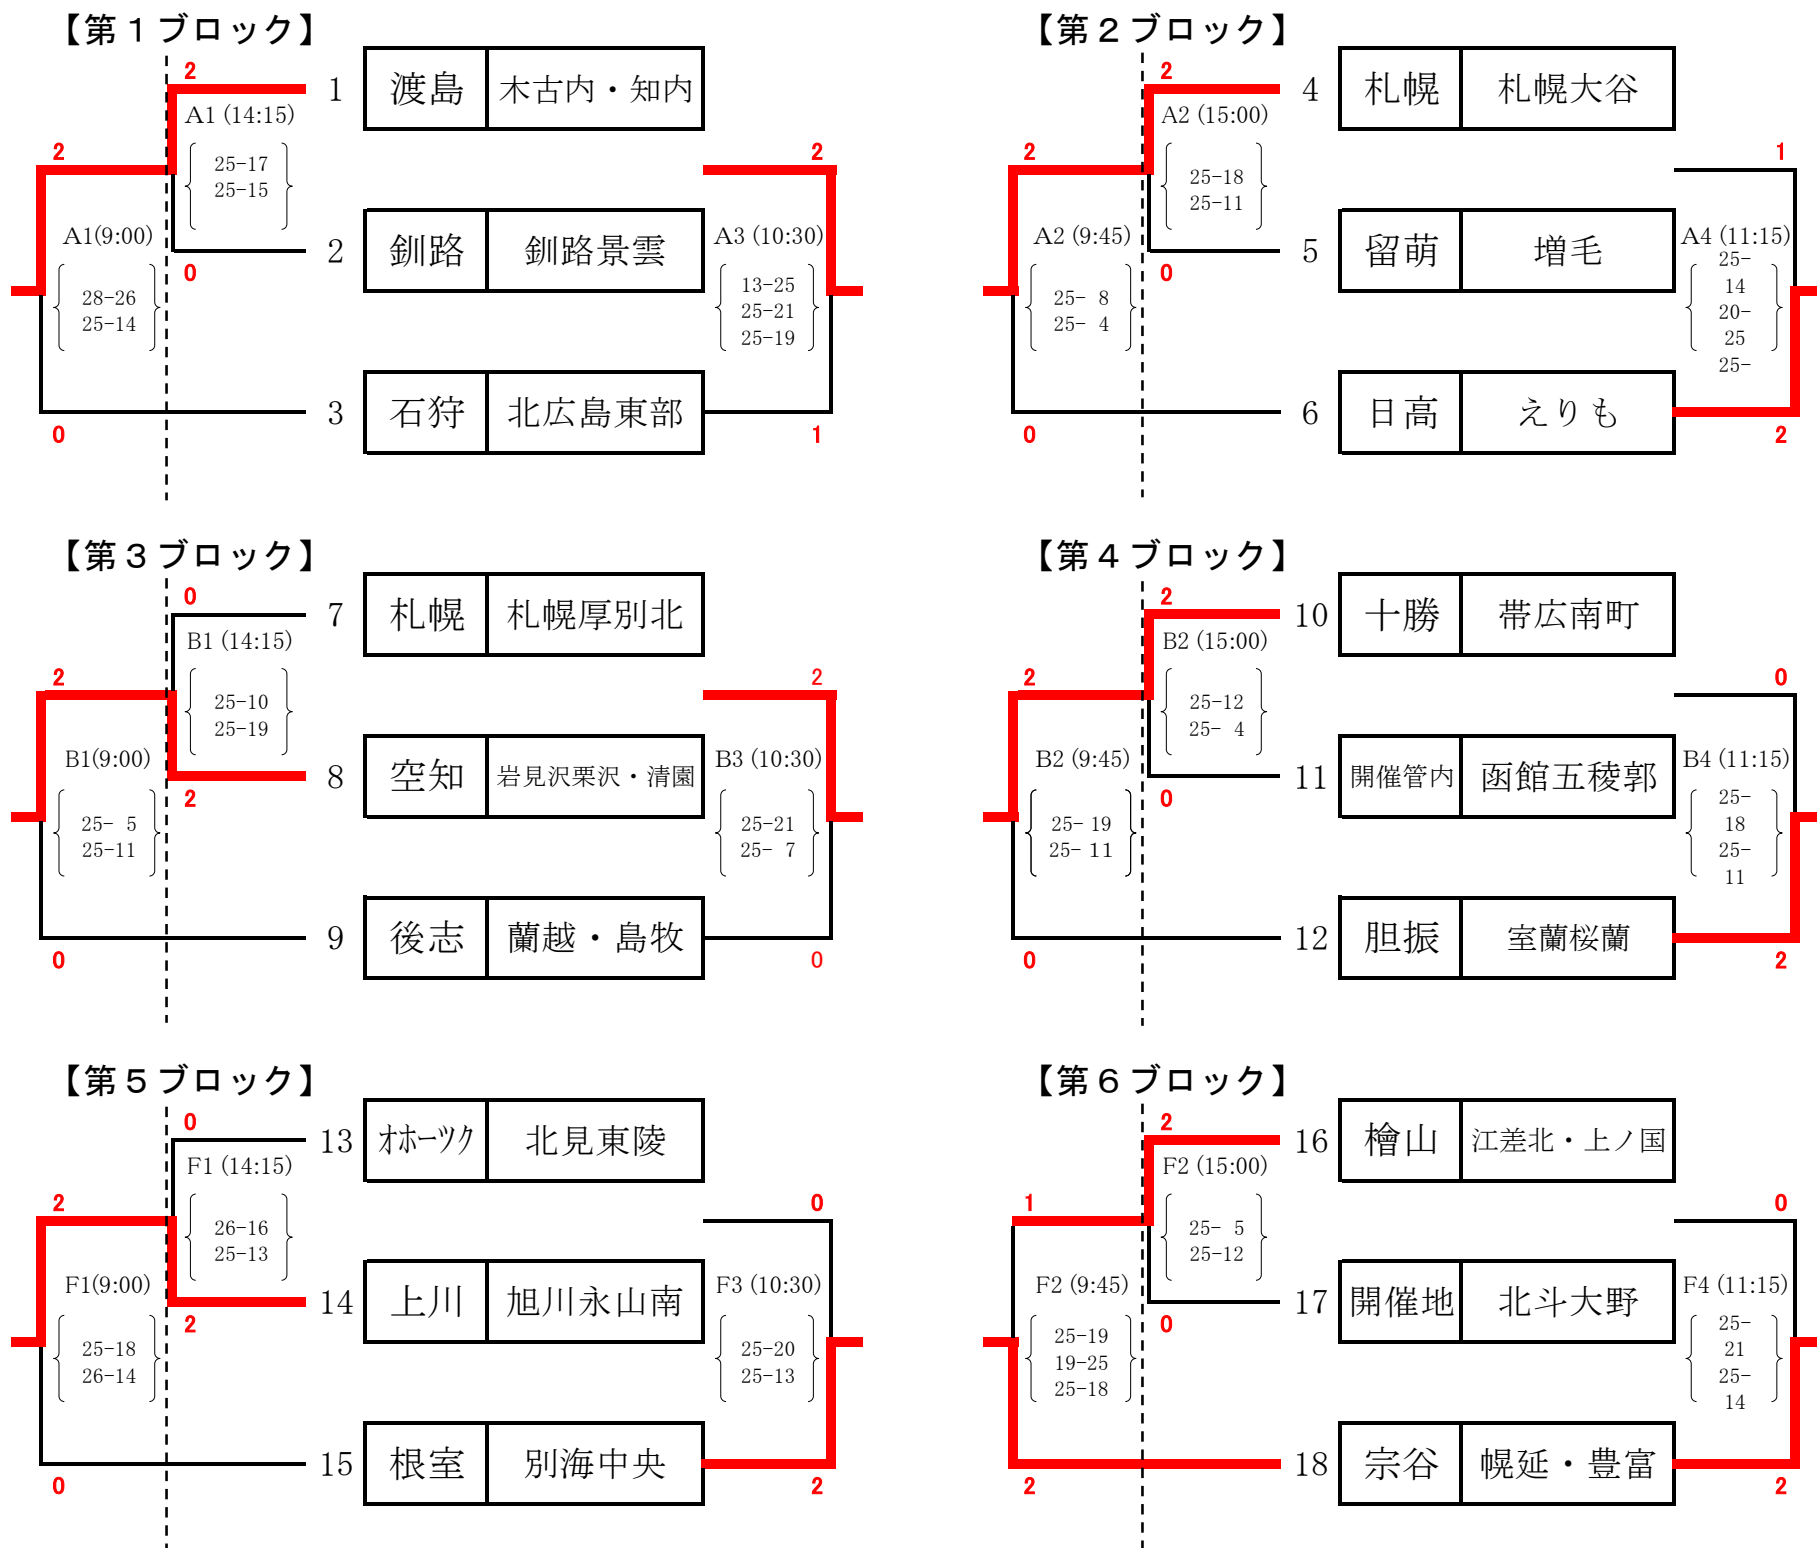 【第1ブロック】
2
1 渡島 木古内・知内
A1 (14:15)
25-17
25-15
2
2
A1(9:00)
28-26
25-14
2 釧路 釧路景雲
0
A3 (10:30)
13-25
25-21
25-19
3 石狩 北広島東部
0
1
【第2ブロック】
2
4 札幌 札幌大谷
A2 (15:00)
25-18
25-11
2
1
A2 (9:45)
25- 8
25- 4
5 留萌 増毛
0
A4 (11:15)
25-
14
20-
25
25-
6 日高 えりも
0
2
【第3ブロック】
0
7 札幌 札幌厚別北
B1 (14:15)
25-10
25-19
2
2
B1(9:00)
25- 5
25-11
8 空知 岩見沢栗沢・清園
2
B3 (10:30)
25-21
25- 7
9 後志 蘭越・島牧
0
0
【第4ブロック】
2
10 十勝 帯広南町
B2 (15:00)
25-12
25- 4
2
0
B2 (9:45)
25- 19
25- 11
11 開催管内 函館五稜郭
0
B4 (11:15)
25-
18
25-
11
12 胆振 室蘭桜蘭
0
2
【第5ブロック】
0
13 オホーツク 北見東陵
F1 (14:15)
26-16
25-13
2
0
F1(9:00)
25-18
26-14
14 上川 旭川永山南
2
F3 (10:30)
25-20
25-13
15 根室 別海中央
0
2
【第6ブロック】
2
16 檜山 江差北・上ノ国
F2 (15:00)
25- 5
25-12
1
0
F2 (9:45)
25-19
19-25
25-18
17 開催地 北斗大野
0
F4 (11:15)
25-
21
25-
14
18 宗谷 幌延・豊富
2
2